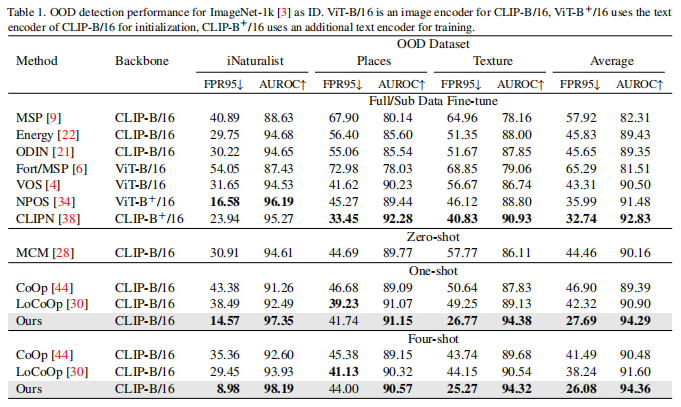 Table 1. OOD detection performance for ImageNet-1k [3] as ID. ViT-B/16 is an image encoder for CLIP-B/16, ViT-B+/16 uses the text
encoder of CLIP-B/16 for initialization, CLIP-B+/16 uses an additional text encoder for training.
OOD Dataset
Method Backbone iNaturalist Places Texture Average
FPR95↓ AUROC↑ FPR95↓ AUROC↑ FPR95↓ AUROC↑ FPR95↓ AUROC↑
Full/Sub Data Fine-tune
MSP [9] CLIP-B/16 40.89 88.63 67.90 80.14 64.96 78.16 57.92 82.31
Energy [22] CLIP-B/16 29.75 94.68 56.40 85.60 51.35 88.00 45.83 89.43
ODIN [21] CLIP-B/16 30.22 94.65 55.06 85.54 51.67 87.85 45.65 89.35
Fort/MSP [6] ViT-B/16 54.05 87.43 72.98 78.03 68.85 79.06 65.29 81.51
VOS [4] ViT-B/16 31.65 94.53 41.62 90.23 56.67 86.74 43.31 90.50
NPOS [34] ViT-B+/16 16.58 96.19 45.27 89.44 46.12 88.80 35.99 91.48
CLIPN [38] CLIP-B+/16 23.94 95.27 33.45 92.28 40.83 90.93 32.74 92.83
Zero-shot
MCM [28] CLIP-B/16 30.91 94.61 44.69 89.77 57.77 86.11 44.46 90.16
One-shot
CoOp [44] CLIP-B/16 43.38 91.26 46.68 89.09 50.64 87.83 46.90 89.39
LoCoOp [30] CLIP-B/16 38.49 92.49 39.23 91.07 49.25 89.13 42.32 90.90
Ours CLIP-B/16 14.57 97.35 41.74 91.15 26.77 94.38 27.69 94.29
Four-shot
CoOp [44] CLIP-B/16 35.36 92.60 45.38 89.15 43.74 89.68 41.49 90.48
LoCoOp [30] CLIP-B/16 29.45 93.93 41.13 90.32 44.15 90.54 38.24 91.60
Ours CLIP-B/16 8.98 98.19 44.00 90.57 25.27 94.32 26.08 94.36